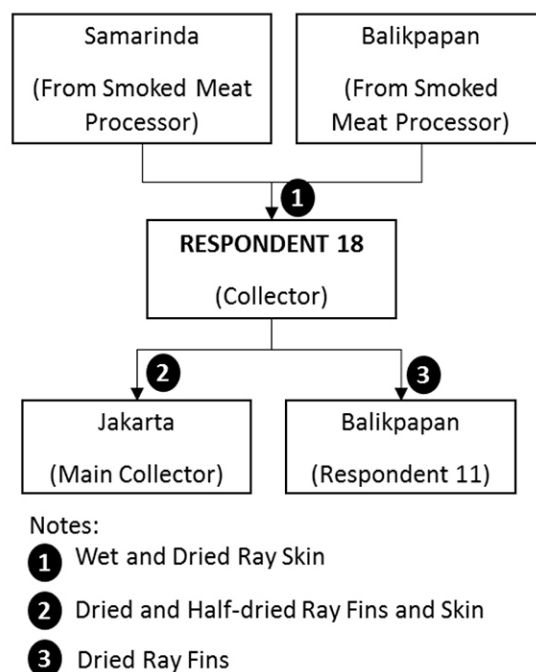 Samarinda
(From Smoked Meat
Processor)
Balikpapan
(From Smoked
Meat Processor)
1
RESPONDENT 18
(Collector)
2
3
Jakarta
(Main Collector)
Balikpapan
(Respondent 11)
Notes:
1 Wet and Dried Ray Skin
2 Dried and Half-dried Ray Fins and Skin
3 Dried Ray Fins